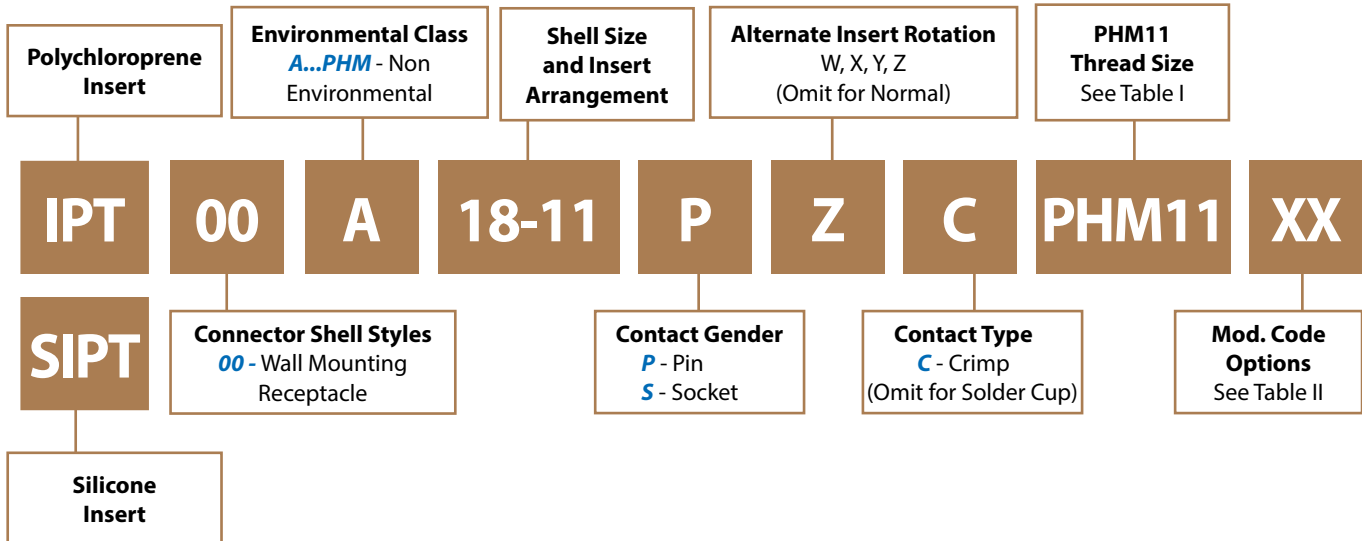 Polychloroprene
Insert
Environmental Class
A...PHM - Non
Environmental
Shell Size
and Insert
Arrangement
Alternate Insert Rotation
W, X, Y, Z
(Omit for Normal)
PHM11
Thread Size
See Table I
IPT 00 A 18-11 P Z C PHM11 XX
SIPT
Connector Shell Styles
00 - Wall Mounting
Receptacle
Contact Gender
P - Pin
S - Socket
Contact Type
C - Crimp
(Omit for Solder Cup)
Mod. Code
Options
See Table II
Silicone
Insert